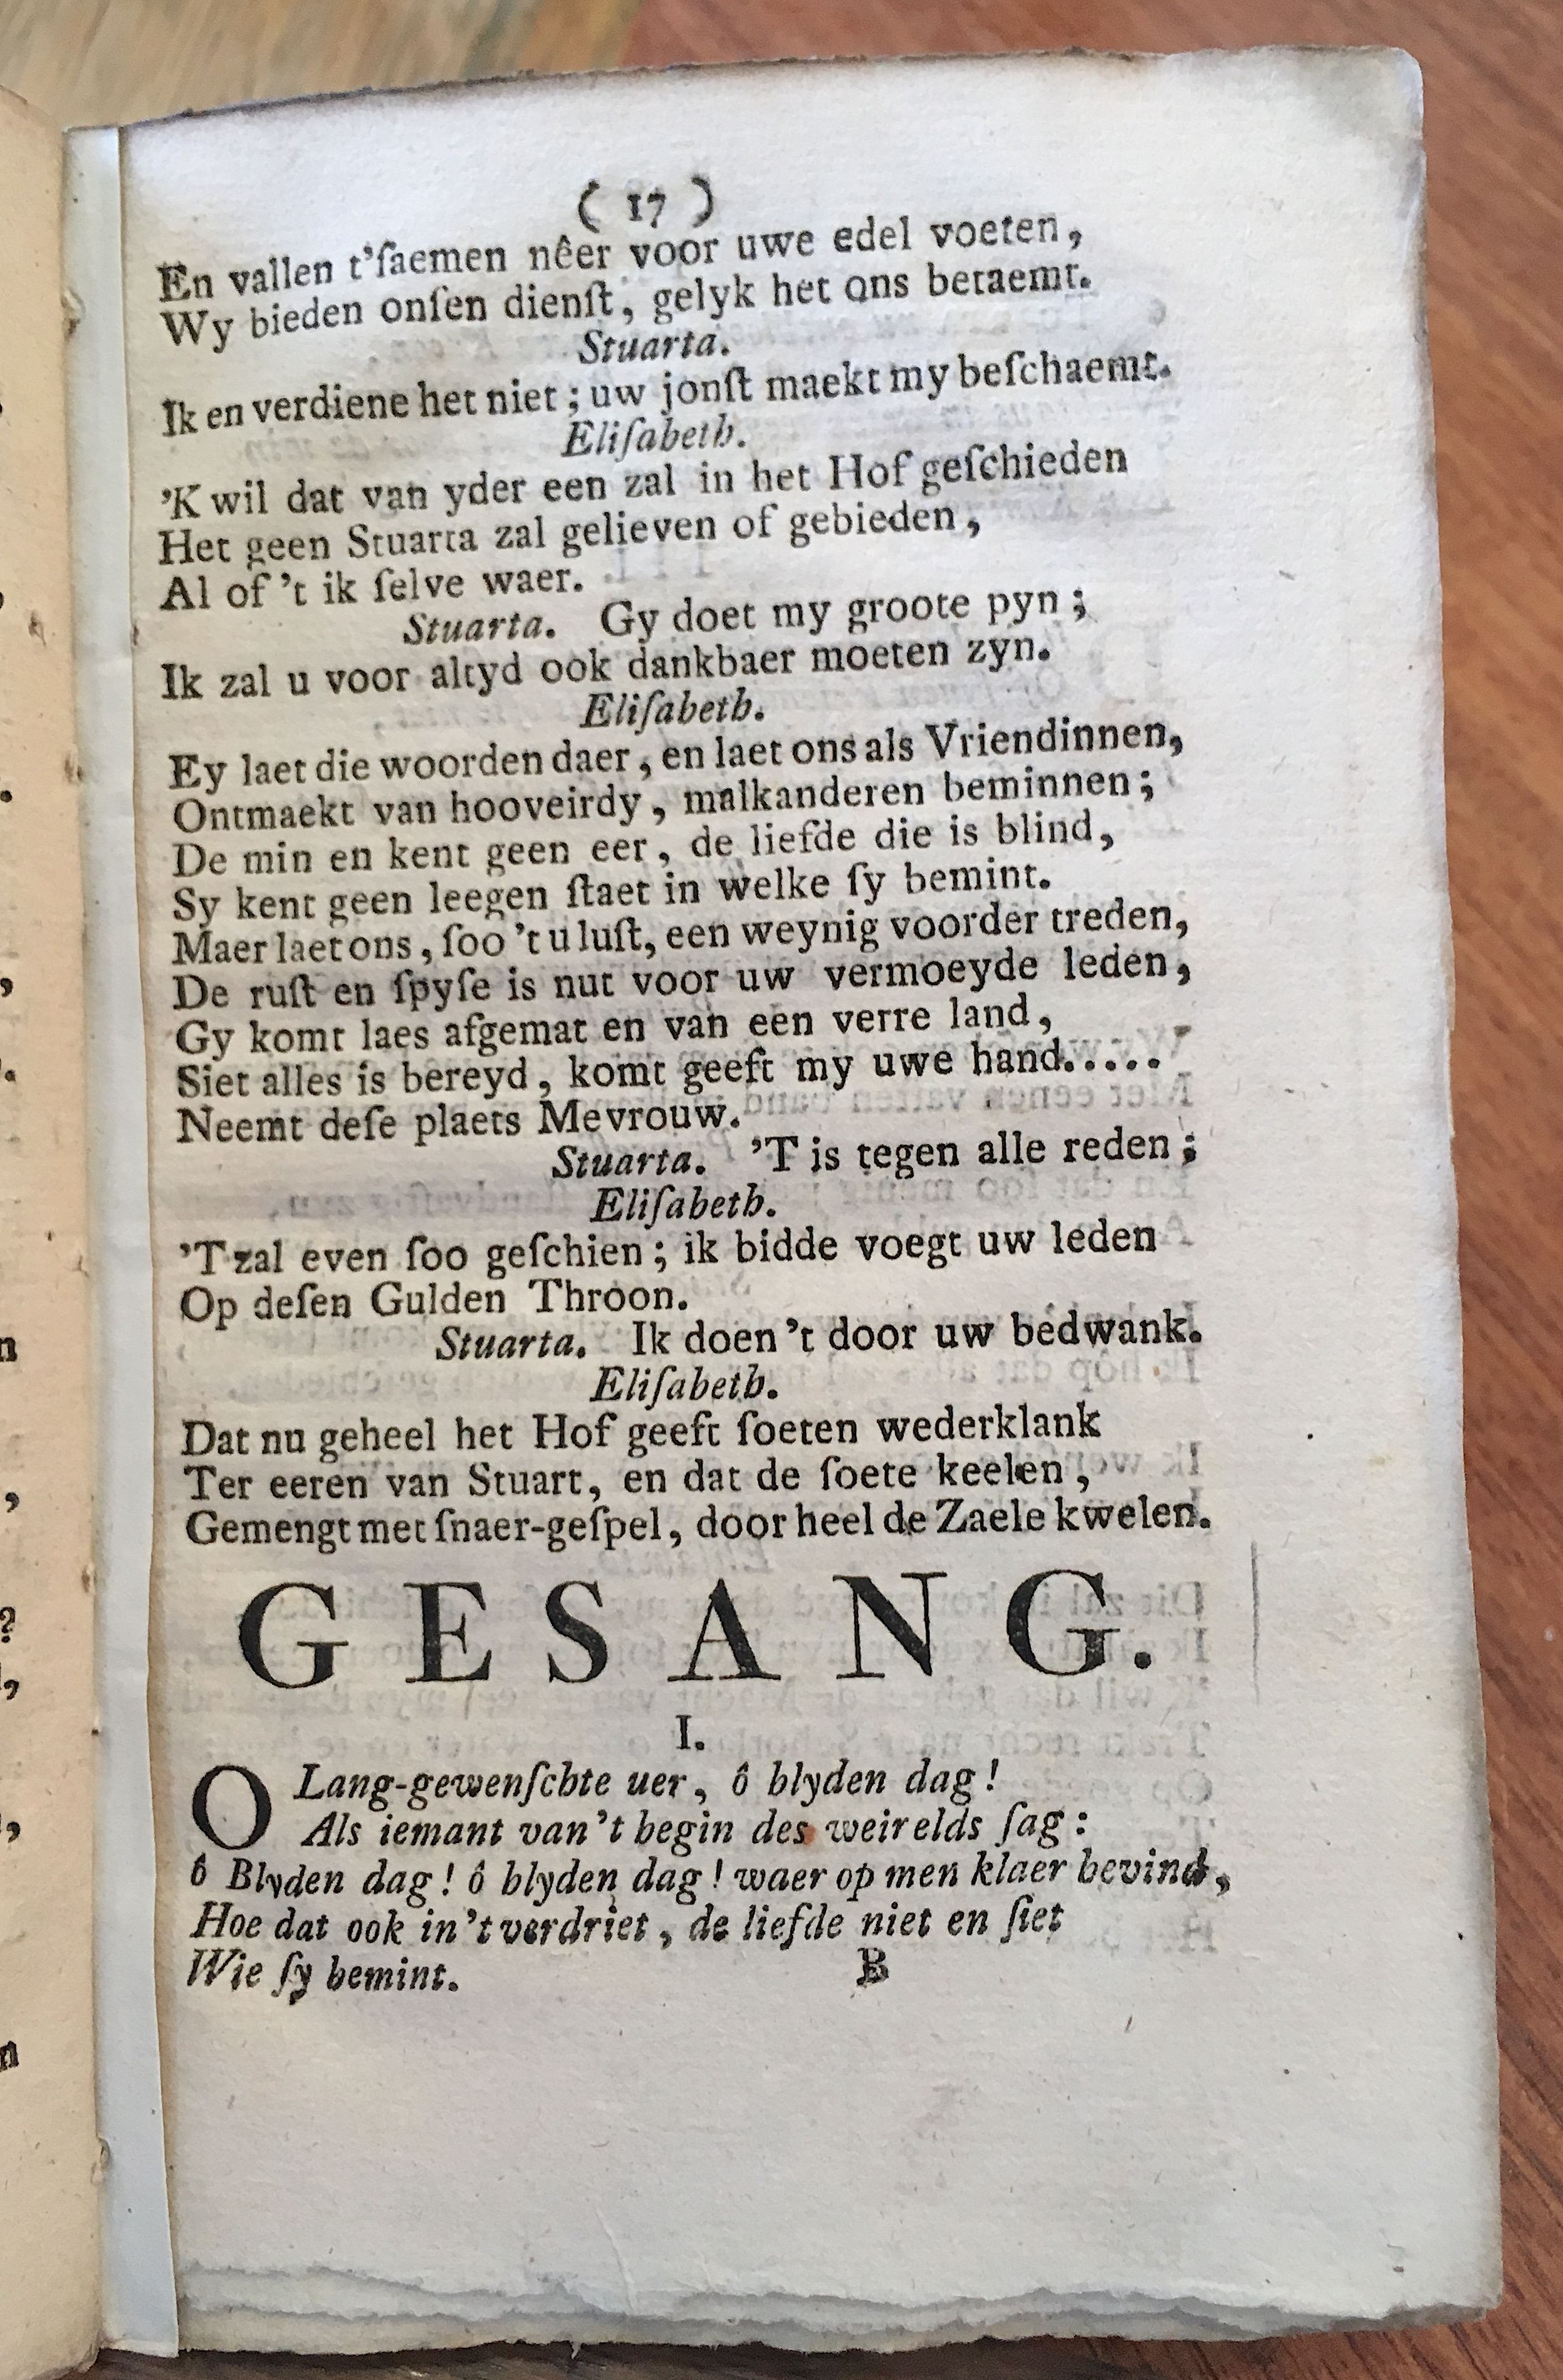 ( 17 )
En vallen t'ſaemen nêer voor uwe edel voeten,
Wy bieden onſen dienſt, gelyk het ons betaemt.
Stuarta.
Ik en verdiene het niet; uw jonſt maekt my beſchaemt.
Eliſabeth.
'K wil dat van yder een zal in het Hof geſchieden
Het geen Stuarta zal gelieven of gebieden,
Al of 't ik ſelve waer.
Stuarta. Gy doet my groote pyn;
Ik zal u voor altyd ook dankbaer moeten zyn.
Eliſabeth.
Ey laet die woorden daer, en laet ons als Vriendinnen,
Ontmaekt van hooveirdy, malkanderen beminnen;
De min en kent geen eer, de liefde die is blind,
Sy kent geen leegen ſtaet in welke ſy bemint.
Maer laet ons, ſoo 't u luſt, een weynig voorder treden,
De ruſt en ſpyſe is nut voor uw vermoeyde leden,
Gy komt laes afgemat en van een verre land,
Siet alles is bereyd, komt geeft my uwe hand.....
Neemt deſe plaets Mevrouw.
Stuarta. 'T is tegen alle reden;
Eliſabeth.
'T zal even ſoo geſchien; ik bidde voegt uw leden
Op deſen Gulden Throon.
Stuarta. Ik doen 't door uw bedwank.
Eliſabeth.
Dat nu geheel het Hof geeft ſoeten wederklank
Ter eeren van Stuart, en dat de ſoete keelen,
Gemengt met ſnaer-geſpel, door heel de Zaele kwelen.
GESANG.
I.
O Lang-gewenſchte uer, ô blyden dag!
Als iemant van't begin des weirelds ſag:
ô Blyden dag! ô blyden dag! waer op men klaer bevind,
Hoe dat ook in't verdriet, de liefde niet en ſiet
Wie ſy bemint.
B